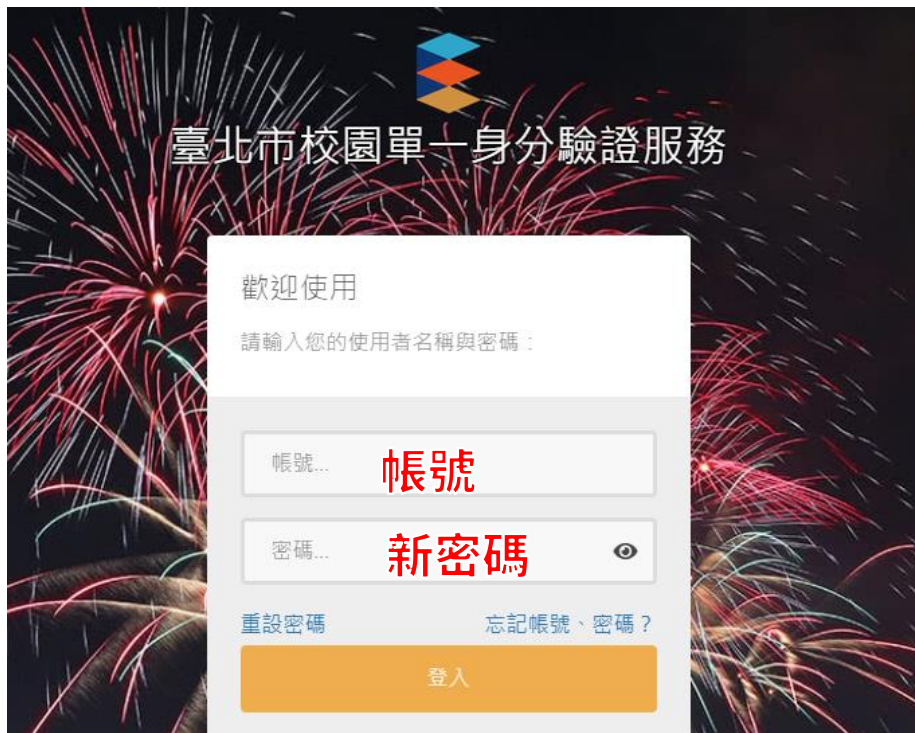 臺北市校園單一身分驗證服務
歡迎使用
請輸入您的使用者名稱與密碼：
帳號... 帳號
密碼... 新密碼
重設密碼 忘記帳號、密碼？
登入